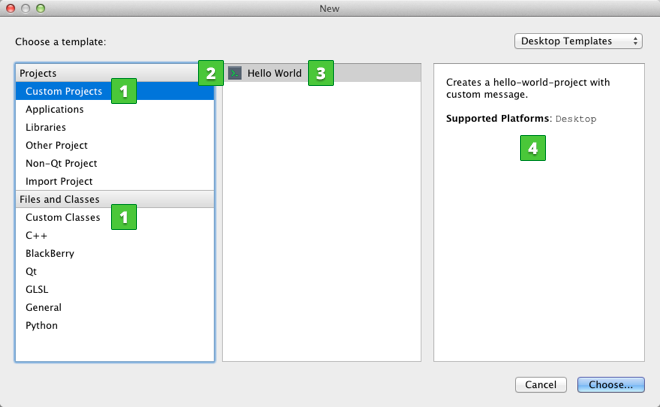 New
Choose a template:
Desktop Templates
Projects
Custom Projects 1
Applications
Libraries
Other Project
Non-Qt Project
Import Project
Files and Classes
Custom Classes 1
C++
BlackBerry
Qt
GLSL
General
Python
2 Hello World 3
Creates a hello-world-project with
custom message.
Supported Platforms: Desktop
4
Cancel
Choose...